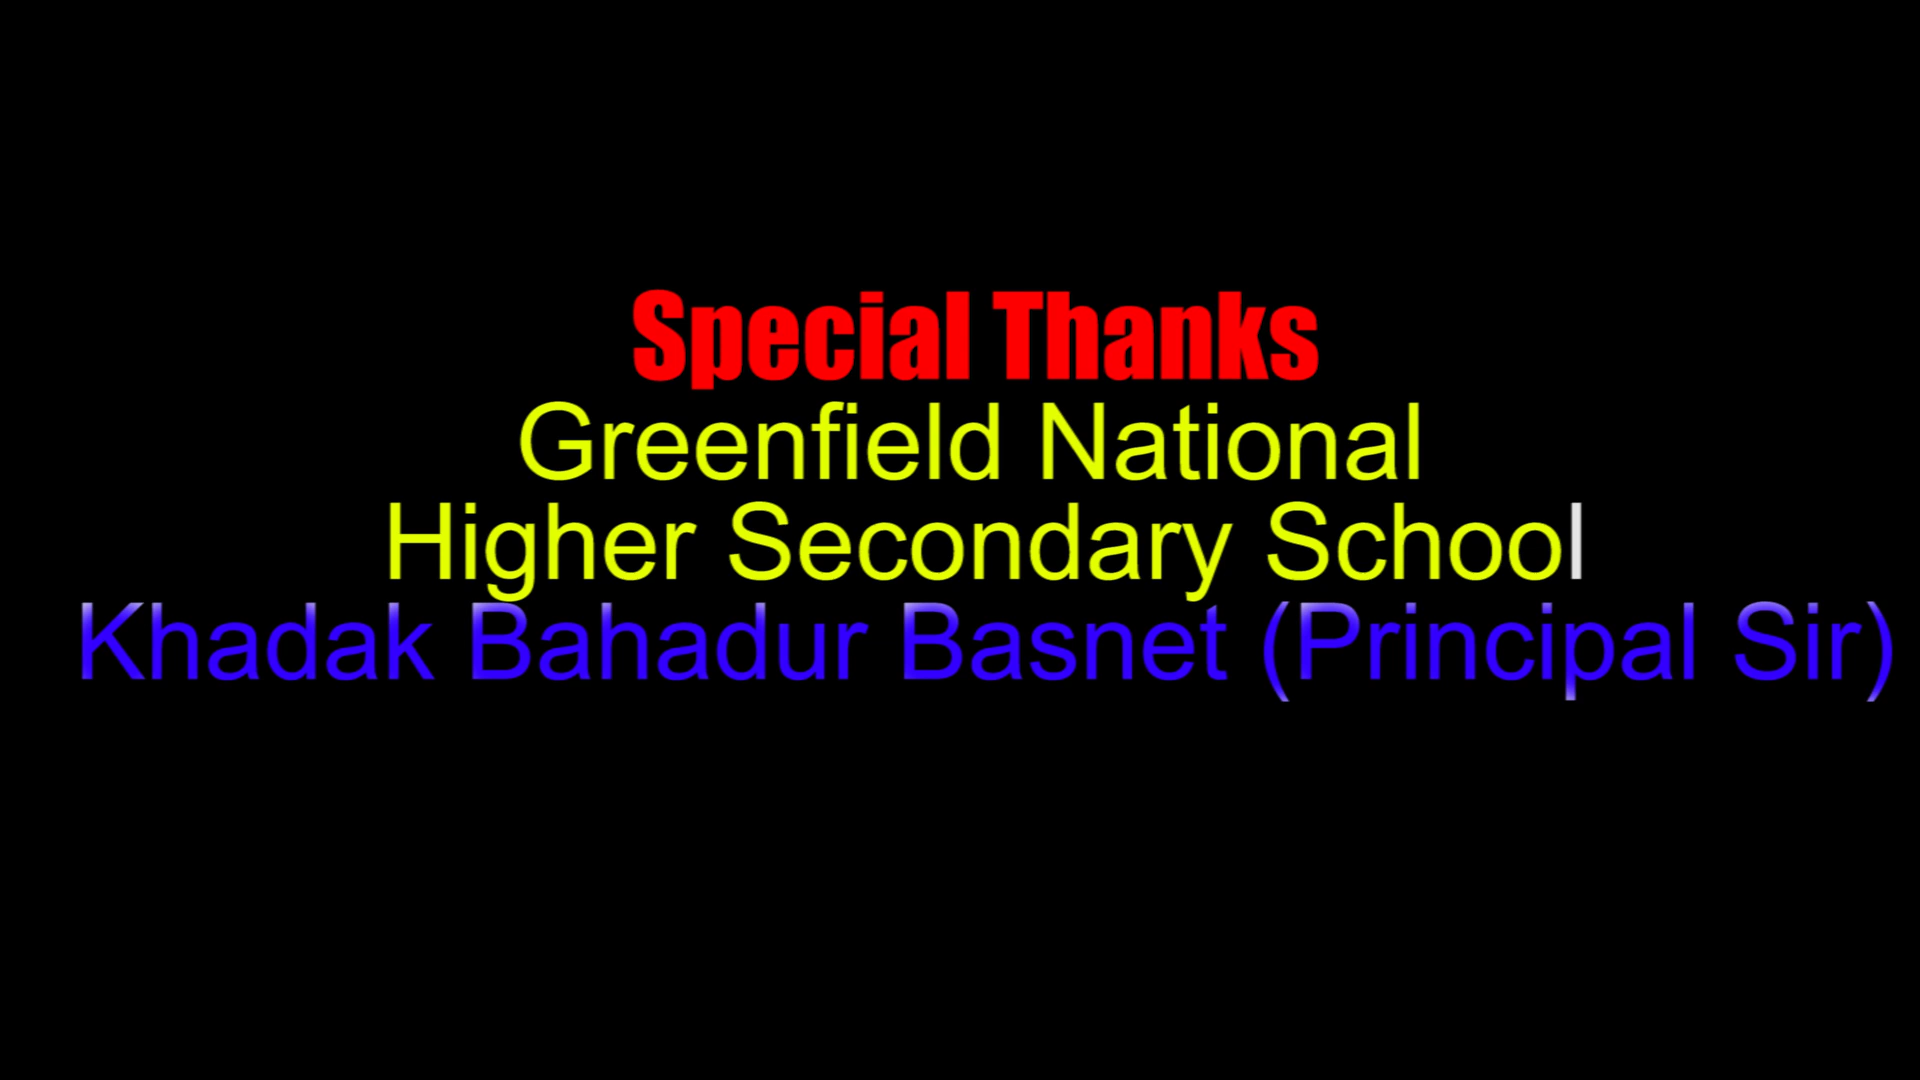 Special Thanks
Greenfield National
Higher Secondary School
Khadak Bahadur Basnet (Principal Sir)